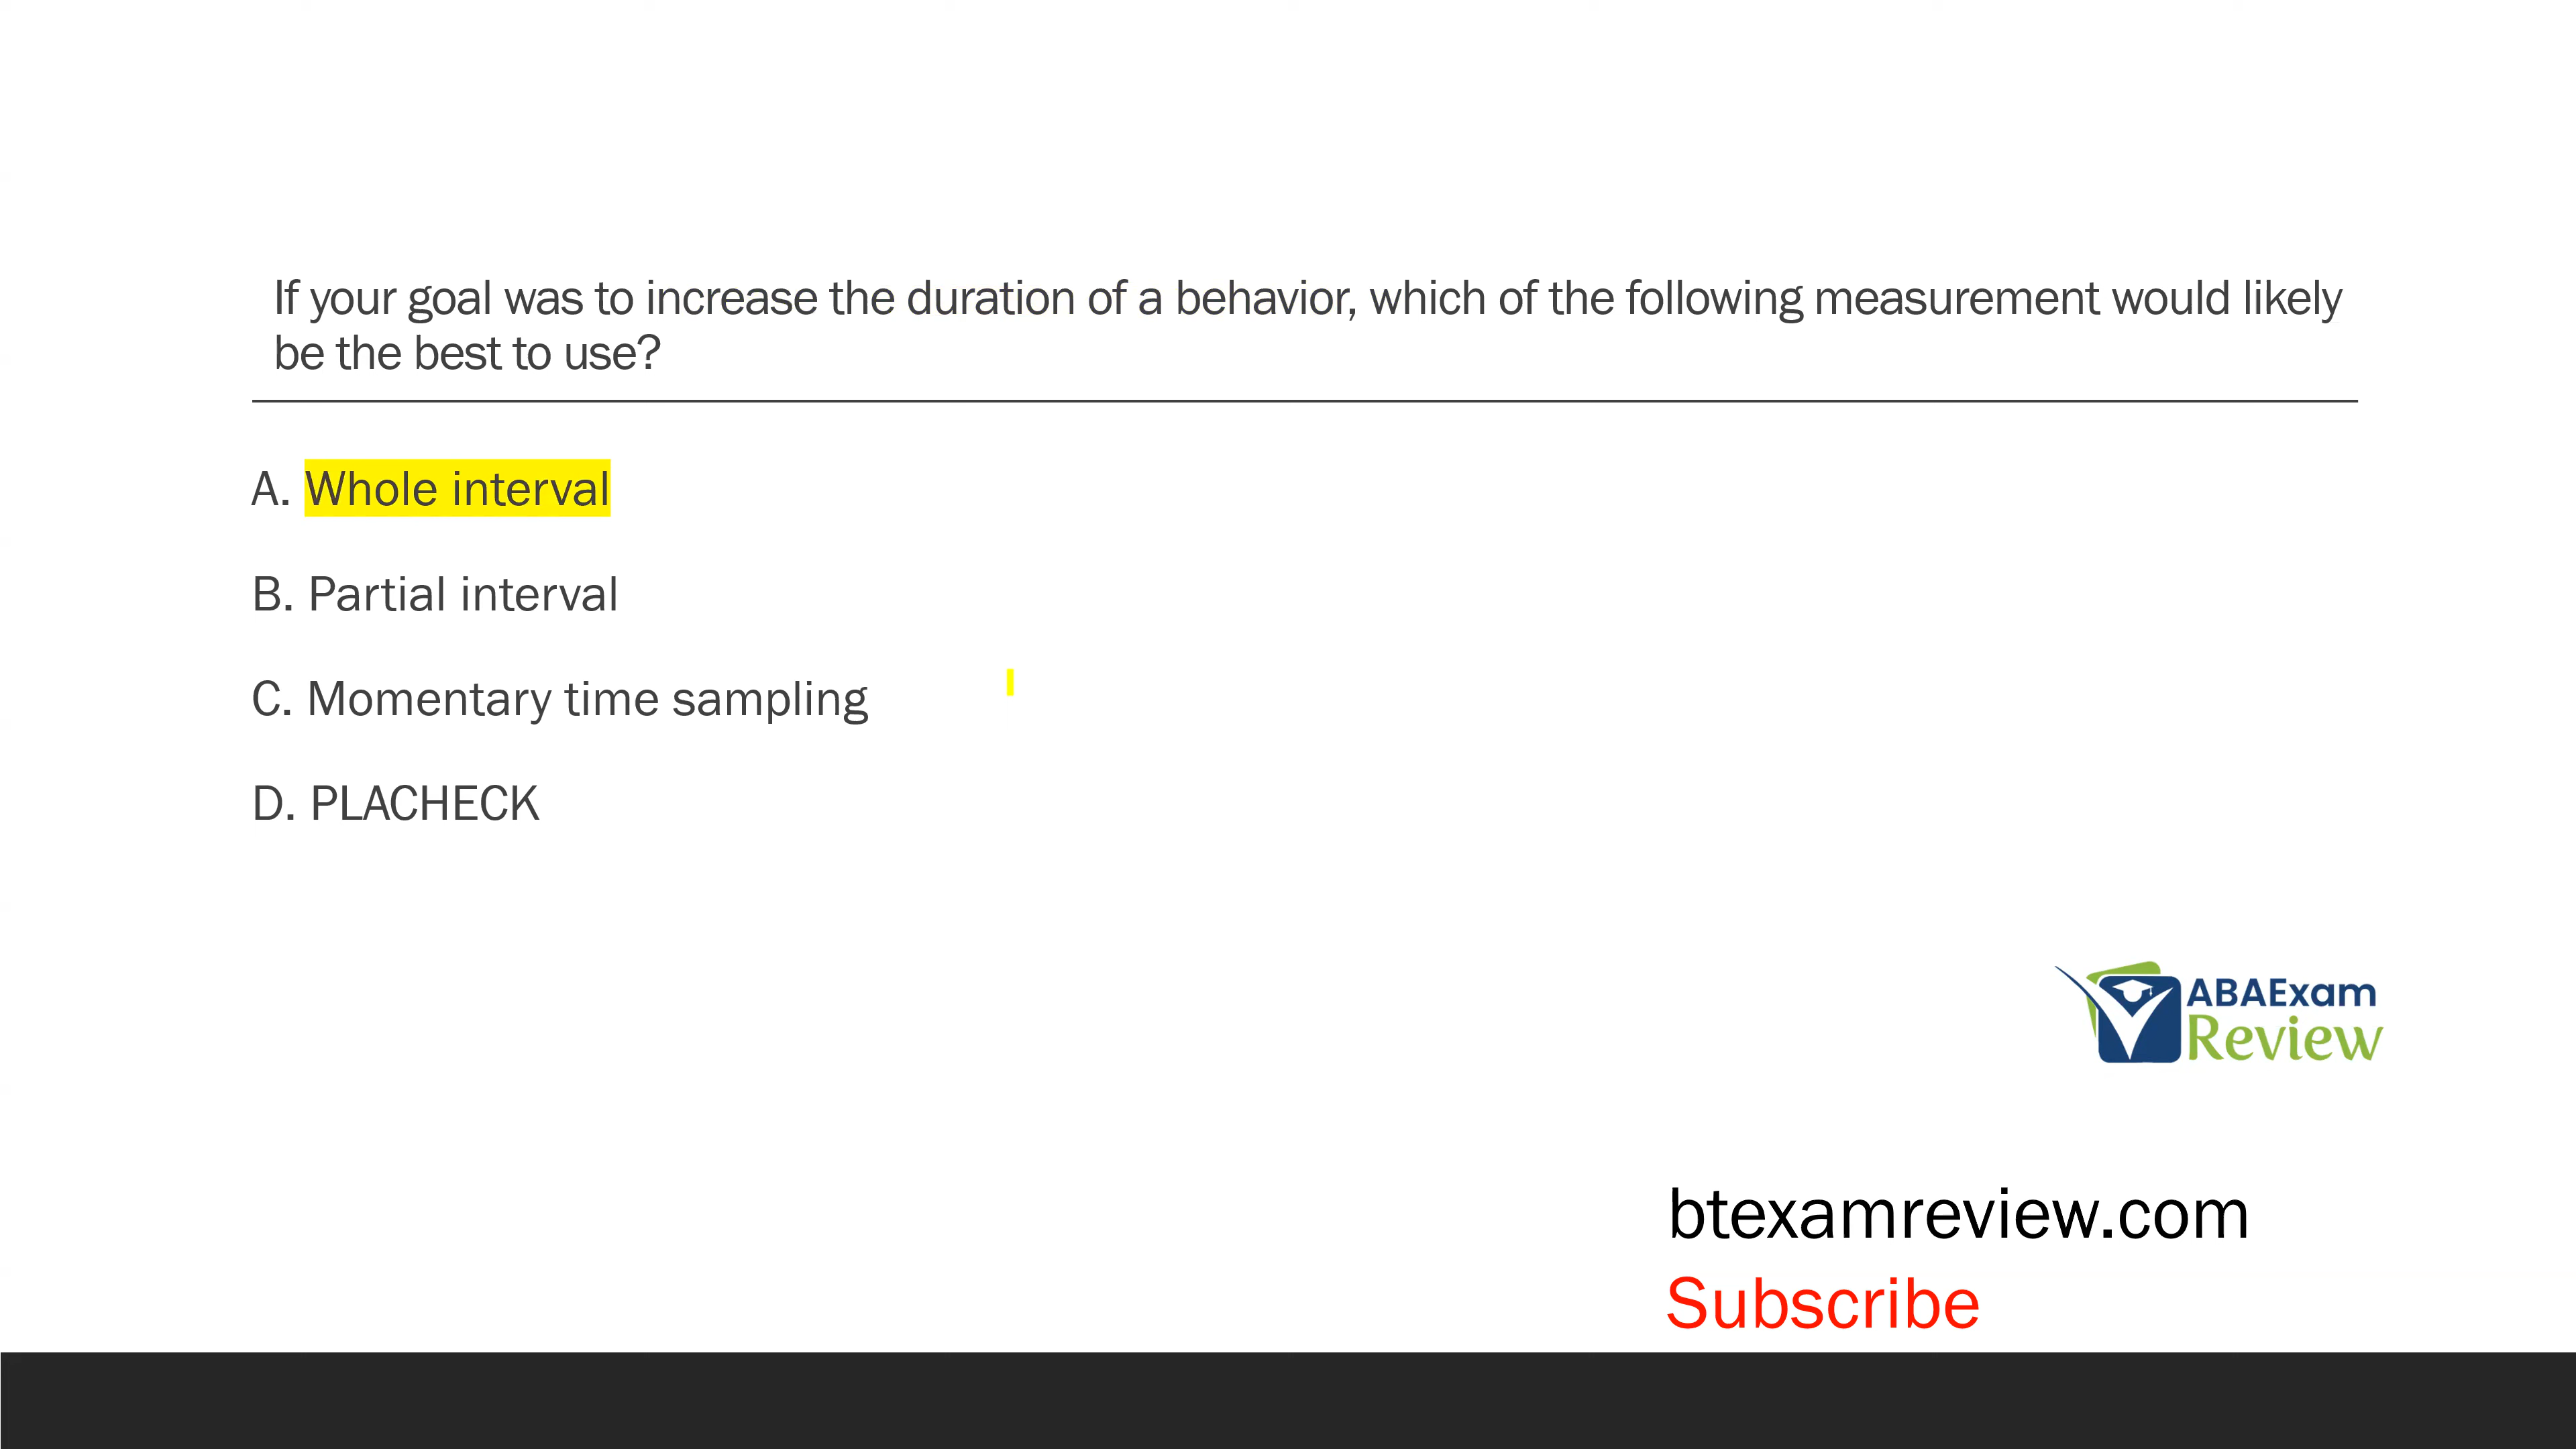 If your goal was to increase the duration of a behavior, which of the following measurement would likely
be the best to use?
A. Whole interval
B. Partial interval
C. Momentary time sampling
D. PLACHECK
ABAExam
Review
btexamreview.com
Subscribe